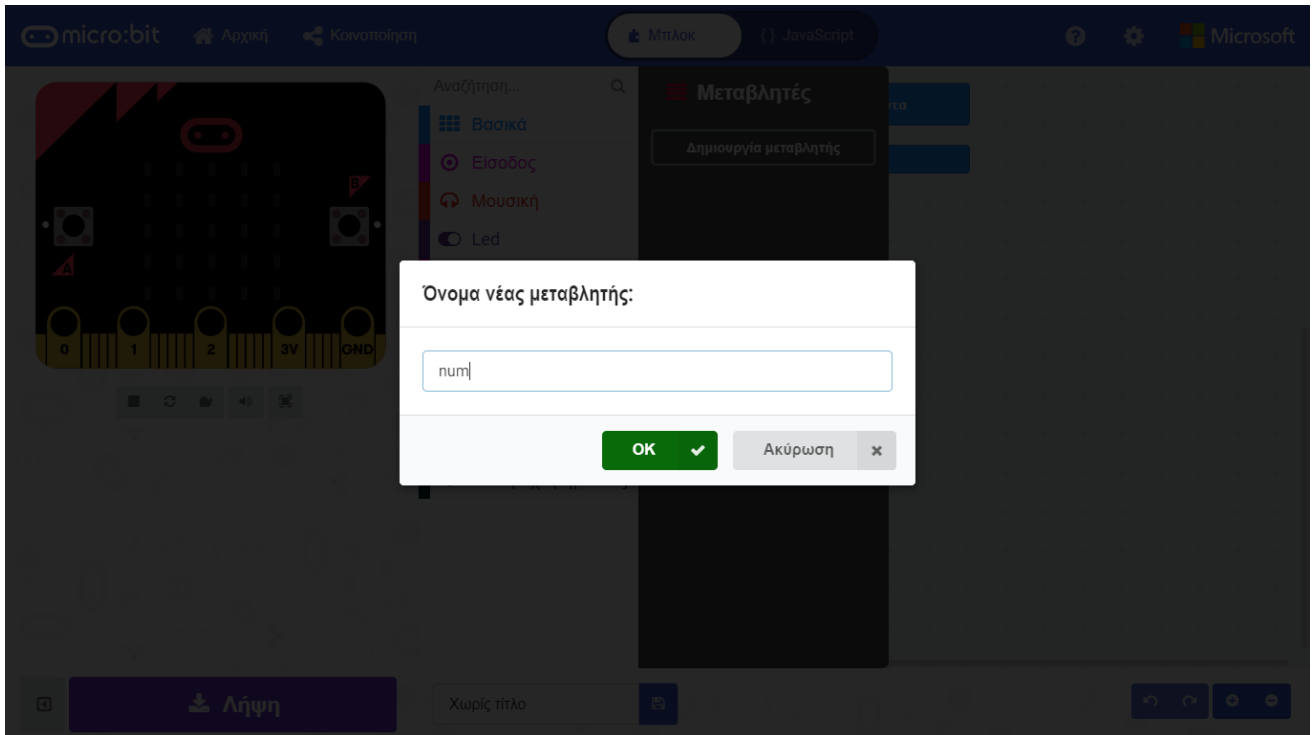 micro:bit Αρχική Κοινοποίηση Μπλοκ {} JavaScript ? Microsoft
Αναζήτηση...
Βασικά
Είσοδος
Μουσική
Led
Μεταβλητές
Δημιουργία μεταβλητής
B
A
0 1 2 3V GND
Όνομα νέας μεταβλητής:
num
OK
Ακύρωση
Λήψη
Χωρίς τίτλο